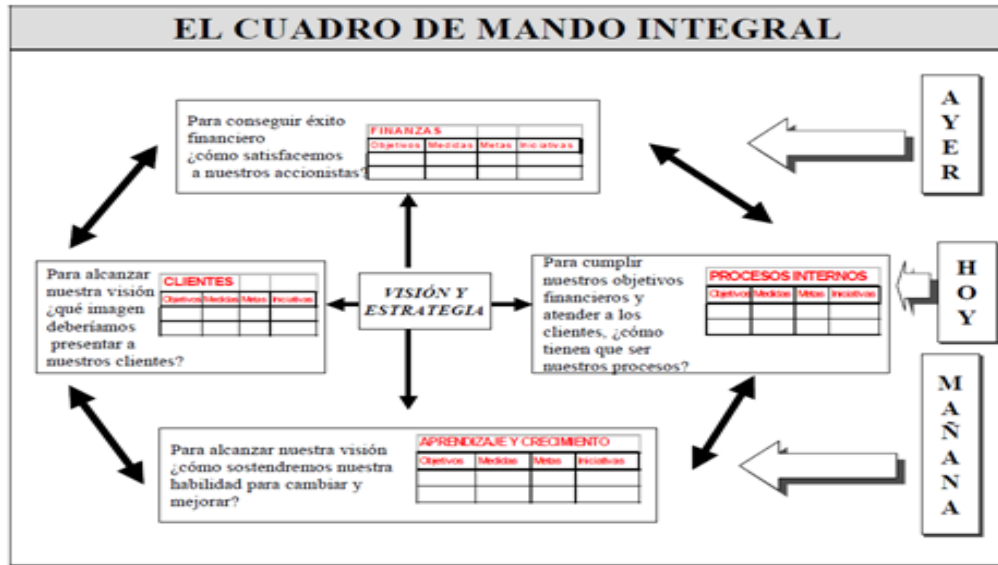 EL CUADRO DE MANDO INTEGRAL
Para conseguir éxito
financiero
¿cómo satisfacemos
a nuestros accionistas?
FINANZAS
Objetivos Medidas Metas Iniciativas
AYER
Para alcanzar
nuestra visión
¿qué imagen
deberíamos
presentar a
nuestros clientes?
CLIENTES
Objetivos Medidas Metas Iniciativas
VISIÓN Y
ESTRATEGIA
Para cumplir
nuestros objetivos
financieros y
atender a los
clientes, ¿cómo
tienen que ser
nuestros procesos?
PROCESOS INTERNOS
Objetivos Medidas Metas Iniciativas
HOY
Para alcanzar nuestra visión
¿cómo sostendremos nuestra
habilidad para cambiar y
mejorar?
APRENDIZAJE Y CRECIMIENTO
Objetivos Medidas Metas Iniciativas
MAÑANA